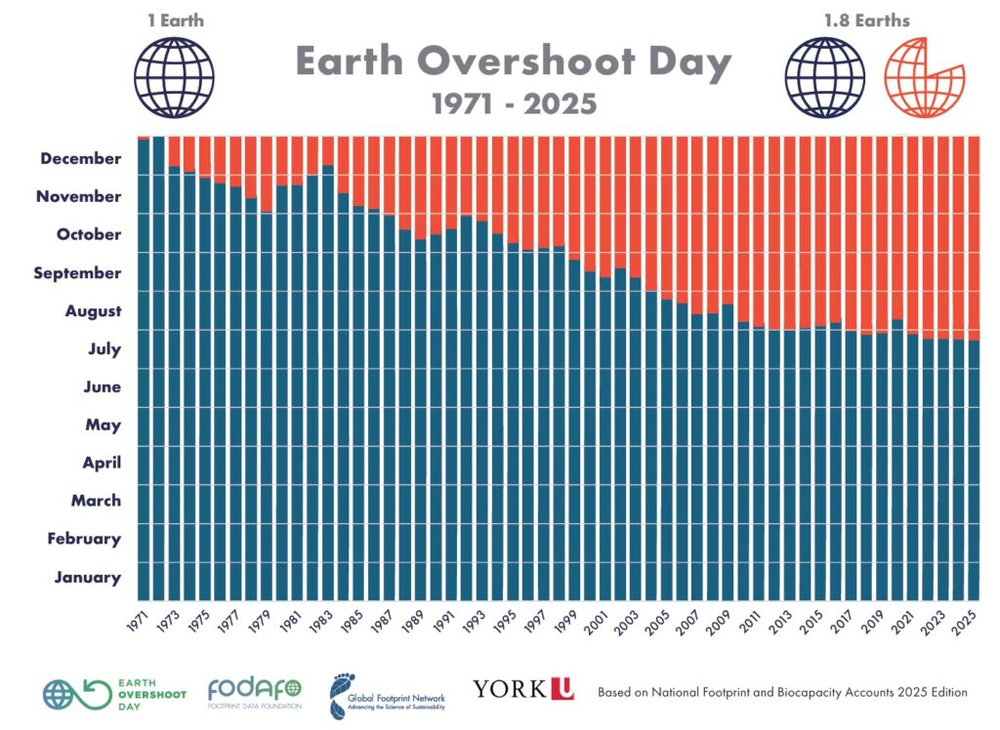 1 Earth
1.8 Earths
Earth Overshoot Day
1971 - 2025
December
November
October
September
August
July
June
May
April
March
February
January
1971
1973
1975
1977
1979
1981
1983
1985
1987
1989
1991
1993
1995
1997
1999
2001
2003
2005
2007
2009
2011
2013
2015
2017
2019
2021
2023
2025
EARTH
OVERSHOOT
DAY
FODAFO
FOOTPRINT DATA FOUNDATION
Global Footprint Network
Advancing the Science of Sustainability
YORK U
Based on National Footprint and Biocapacity Accounts 2025 Edition